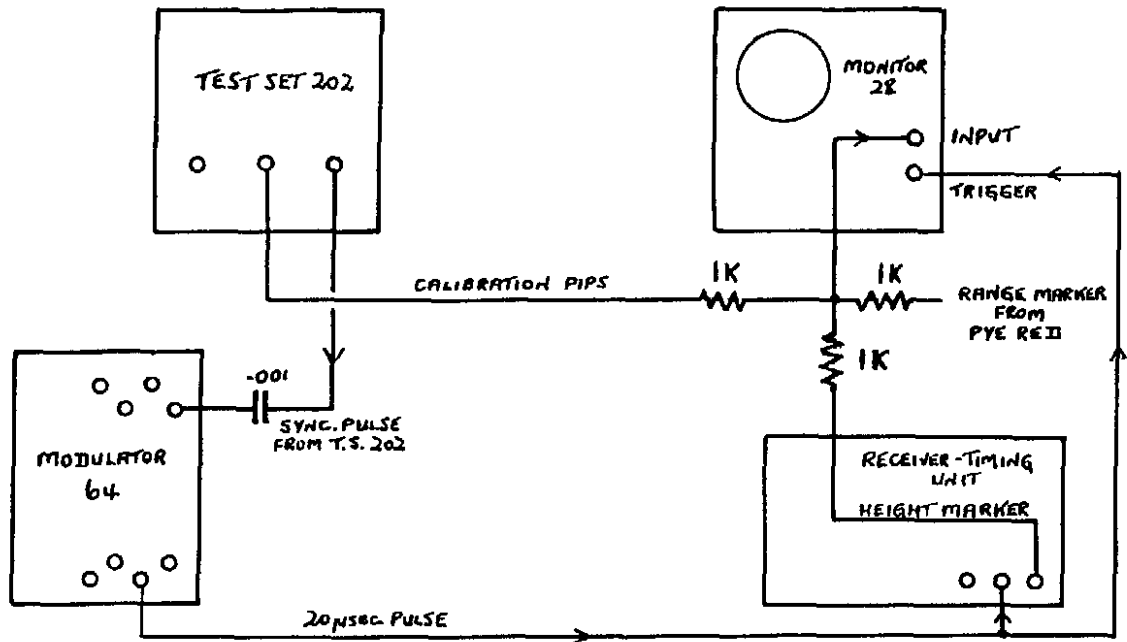 TEST SET 202
MONITOR
28
INPUT
TRIGGER
CALIBRATION PIPS
1K
1K
RANGE MARKER
FROM
PYE RE II
1K
.001
SYNC. PULSE
FROM T.S. 202
MODULATOR
64
RECEIVER-TIMING
UNIT
HEIGHT MARKER
20μSEC PULSE